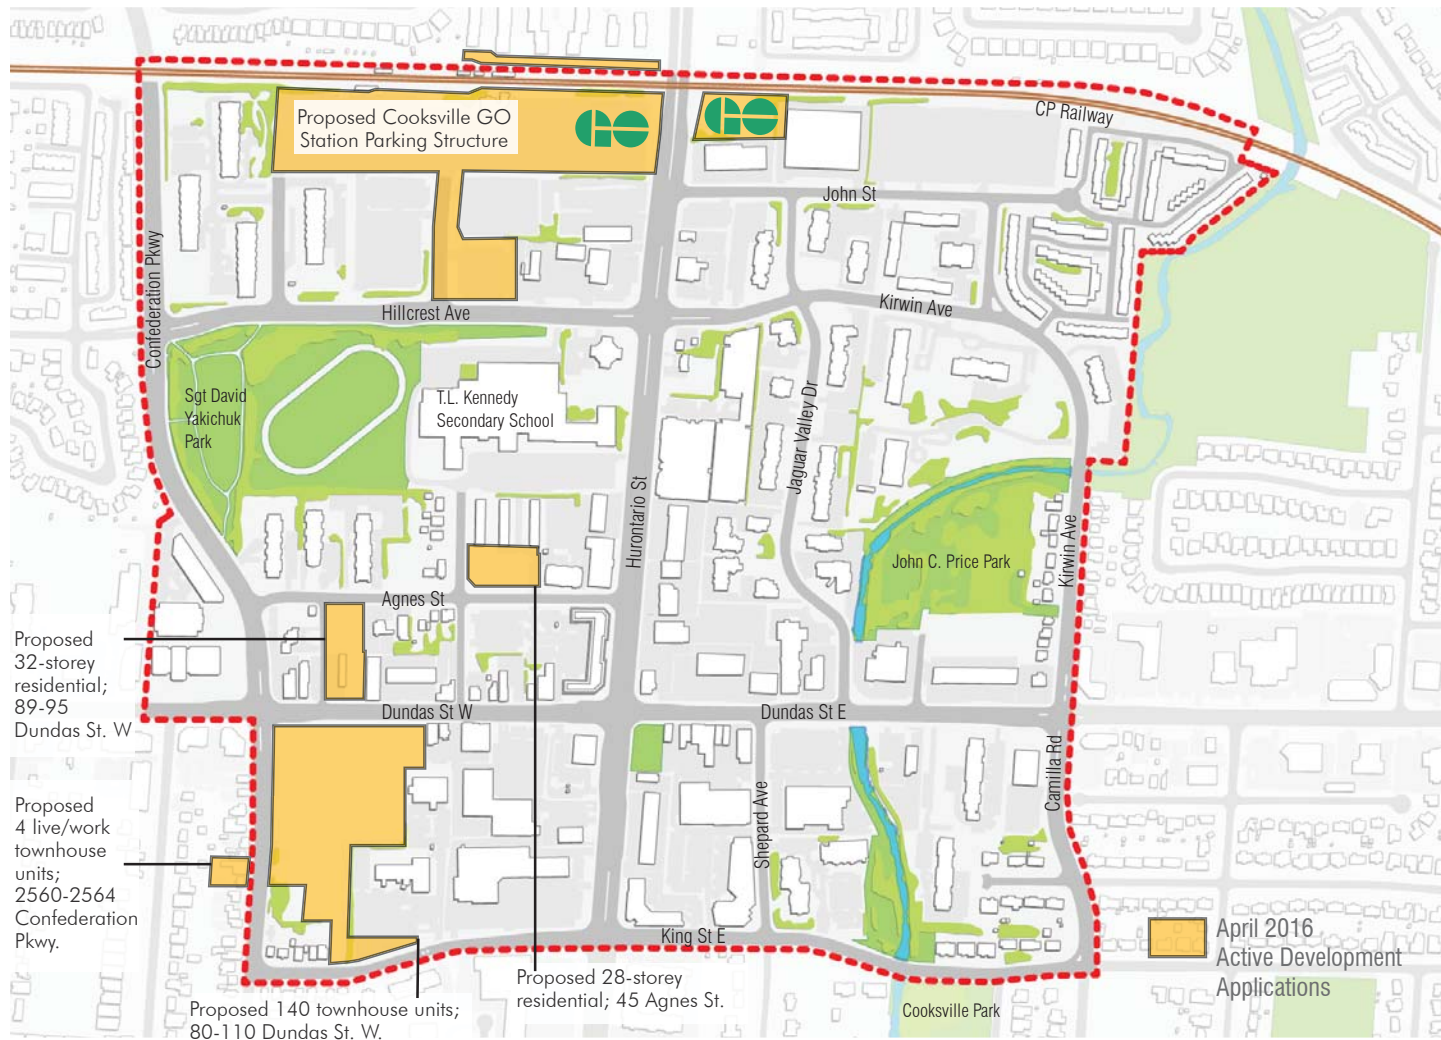 Proposed Cooksville GO
Station Parking Structure
GO
GO
CP Railway
John St
Confederation Pkwy
Hillcrest Ave
Kirwin Ave
Sgt David
Yakichuk
Park
T.L. Kennedy
Secondary School
Jaguar Valley Dr
Hurontario St
John C. Price Park
Kirwin Ave
Agnes St
Proposed
32-storey
residential;
89-95
Dundas St. W
Dundas St W
Dundas St E
Camilla Rd
Shepard Ave
Proposed
4 live/work
townhouse
units;
2560-2564
Confederation
Pkwy.
King St E
April 2016
Active Development
Applications
Proposed 28-storey
residential; 45 Agnes St.
Proposed 140 townhouse units;
80-110 Dundas St. W.
Cooksville Park